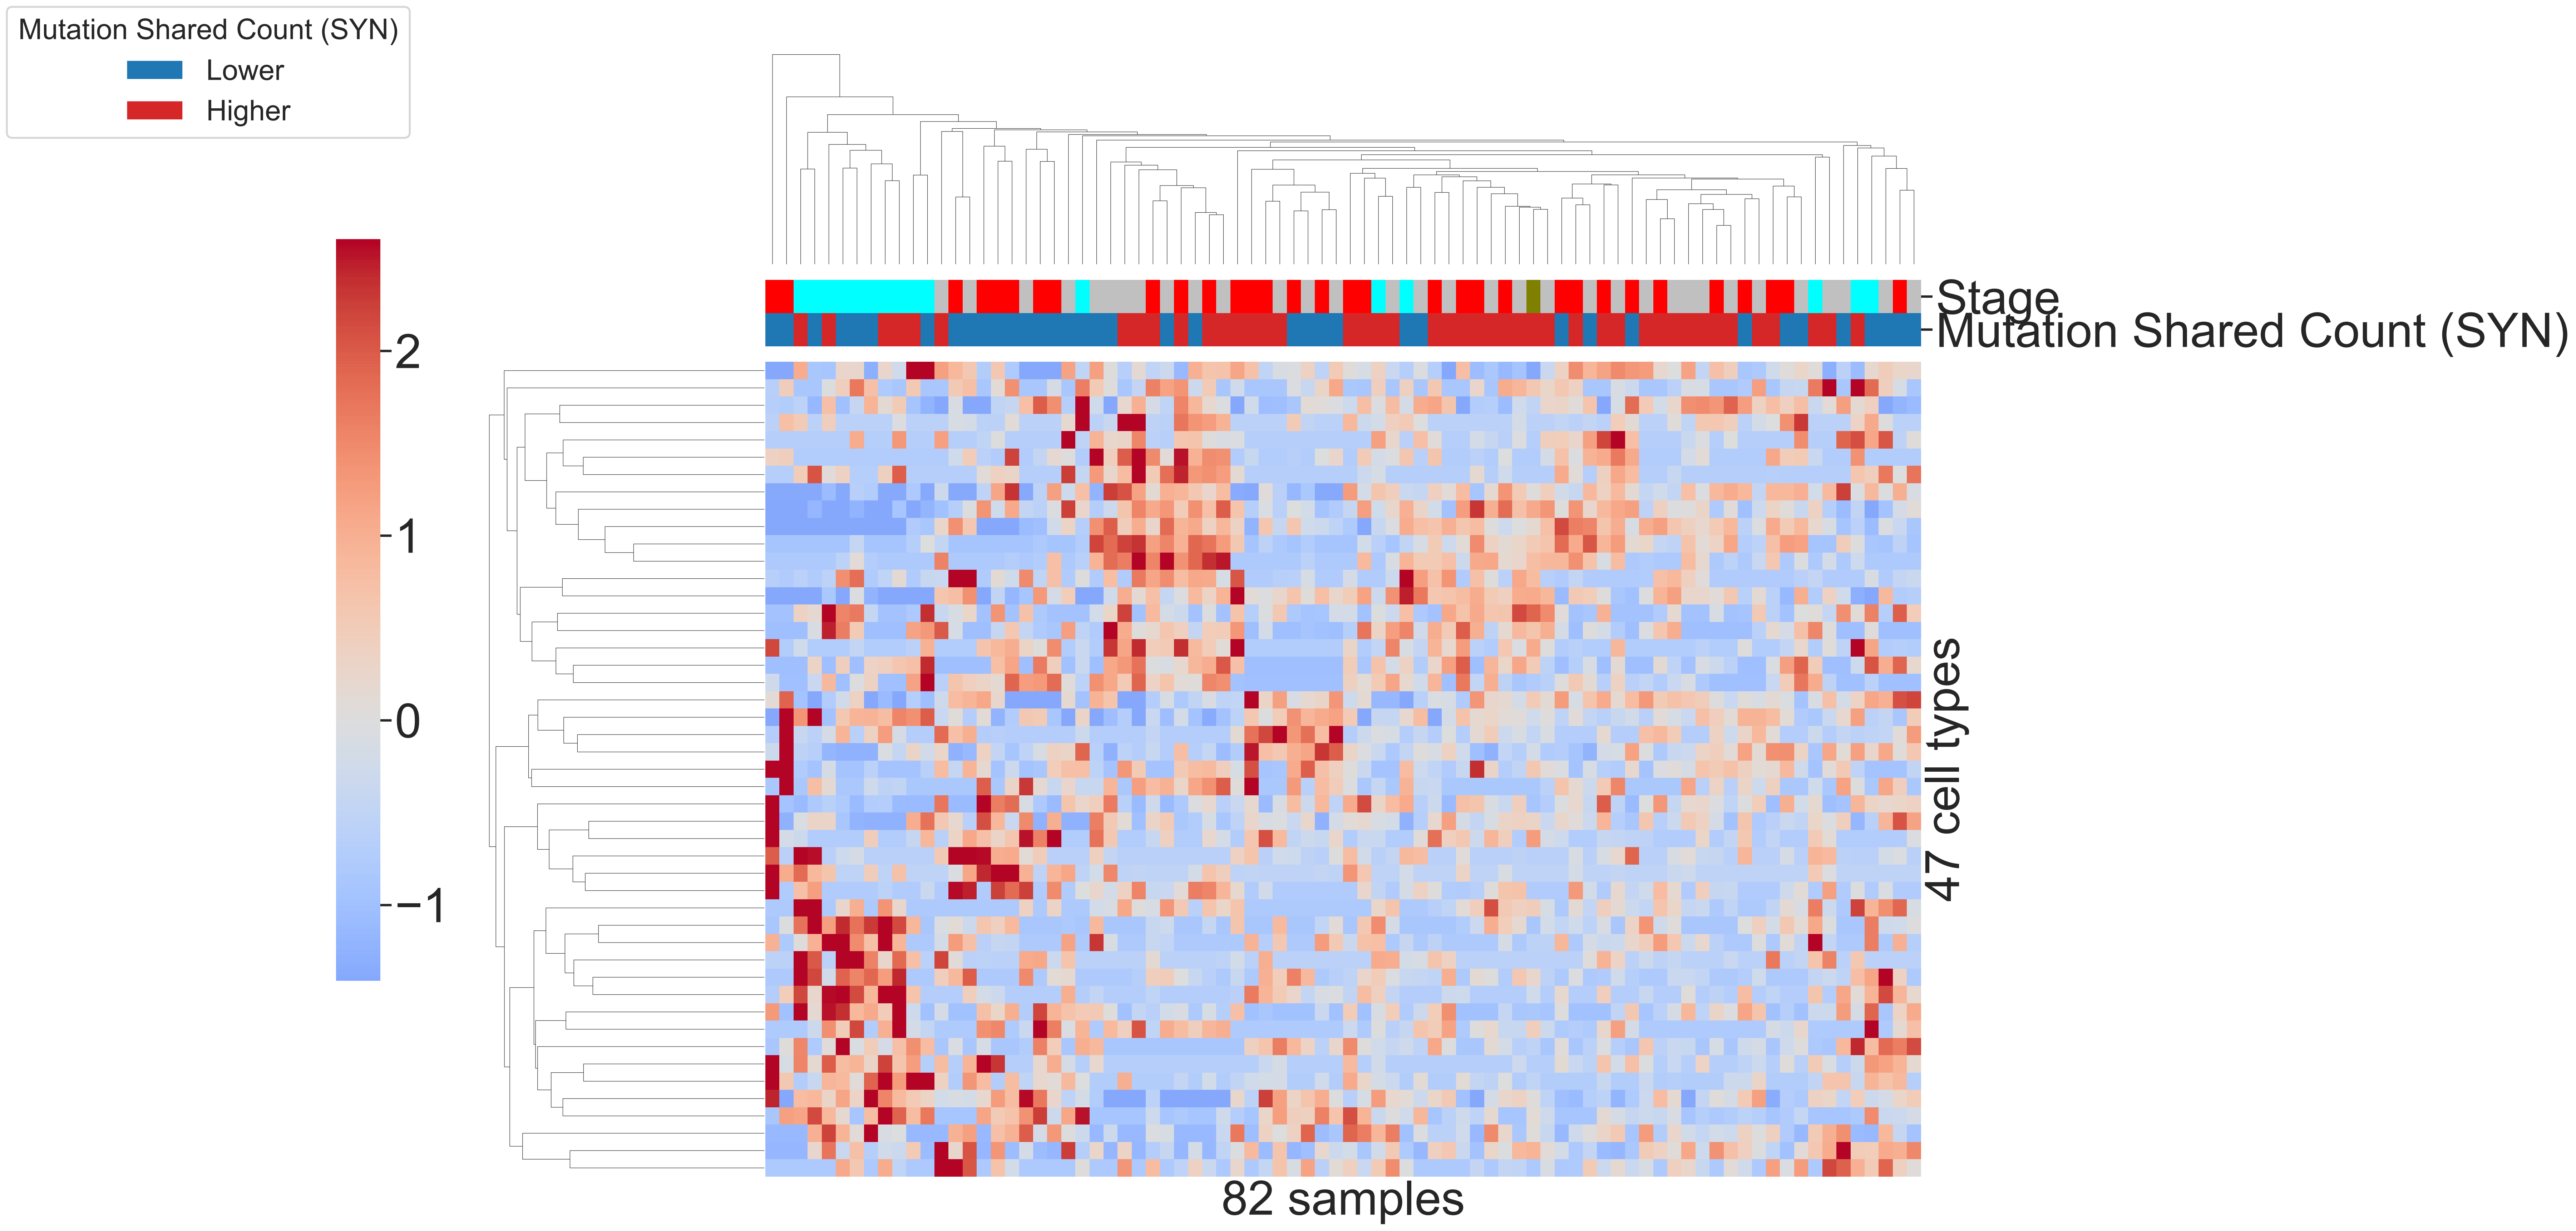 Mutation Shared Count (SYN)
Lower
Higher
2
1
0
−1
Stage
Mutation Shared Count (SYN)
47 cell types
82 samples